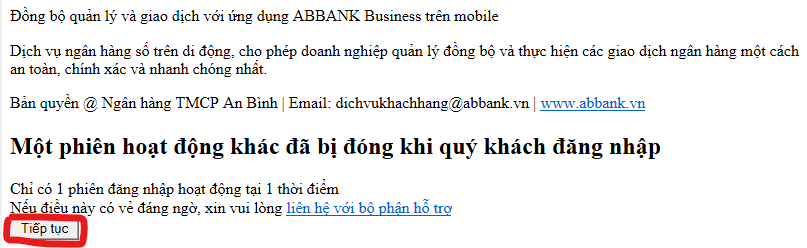 Đồng bộ quản lý và giao dịch với ứng dụng ABBANK Business trên mobile
Dịch vụ ngân hàng số trên di động, cho phép doanh nghiệp quản lý đồng bộ và thực hiện các giao dịch ngân hàng một cách
an toàn, chính xác và nhanh chóng nhất.
Bản quyền @ Ngân hàng TMCP An Bình | Email: dichvukhachhang@abbank.vn | www.abbank.vn
Một phiên hoạt động khác đã bị đóng khi quý khách đăng nhập
Chỉ có 1 phiên đăng nhập hoạt động tại 1 thời điểm
Nếu điều này có vẻ đáng ngờ, xin vui lòng liên hệ với bộ phận hỗ trợ
Tiếp tục